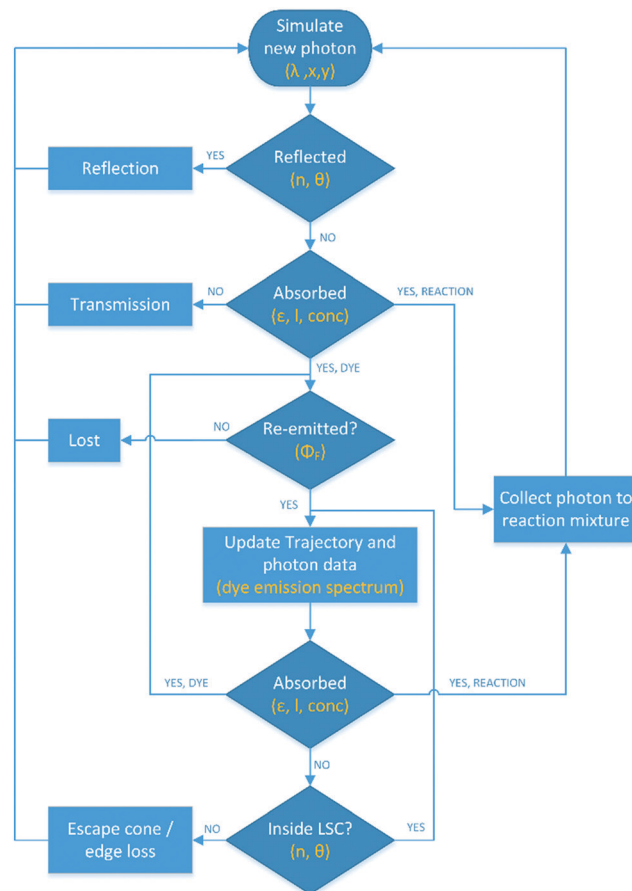 Simulate
new photon
(λ ,x,y)
Reflected
(n, θ)
YES
Reflection
NO
Absorbed
(ε, l, conc)
NO
Transmission
YES, REACTION
YES, DYE
Re-emitted?
(ΦF)
NO
Lost
YES
Collect photon to
reaction mixture
Update Trajectory and
photon data
(dye emission spectrum)
Absorbed
(ε, l, conc)
YES, DYE
YES, REACTION
NO
Inside LSC?
(n, θ)
NO
YES
Escape cone /
edge loss